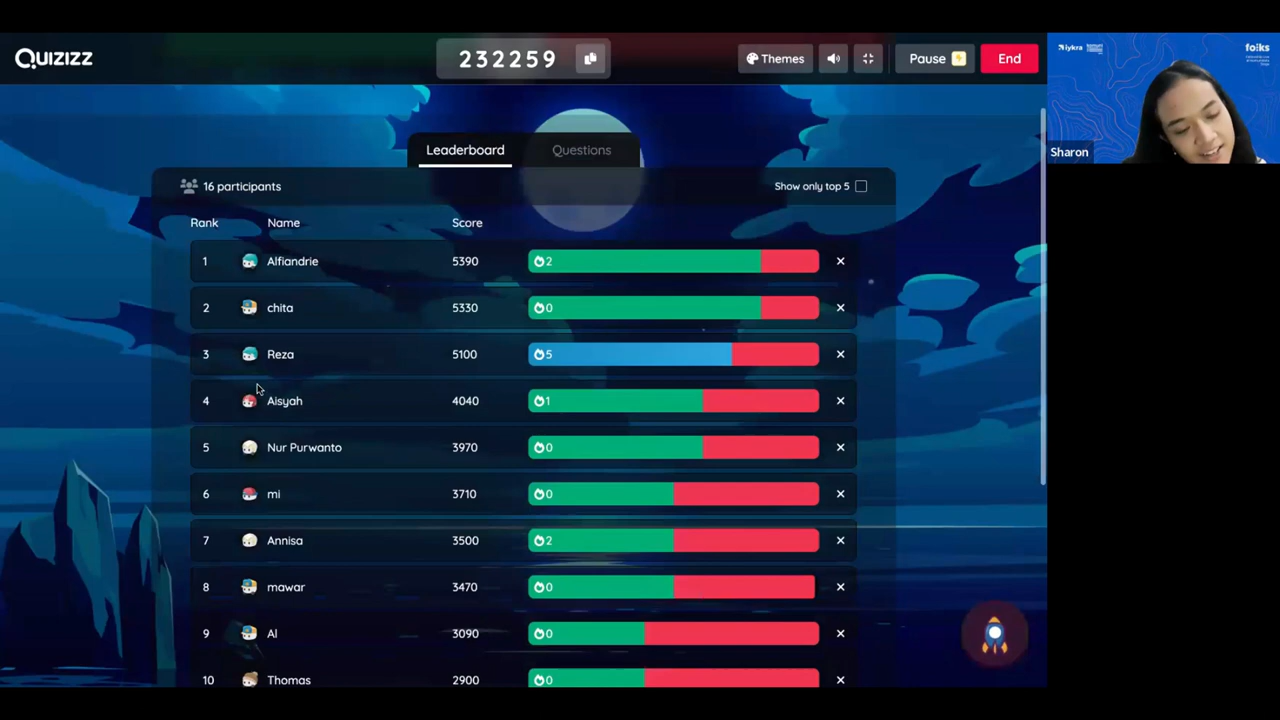 QUIZIZZ
232259
Themes
Pause
End
iykra
fo:ks
Sharon
Leaderboard
Questions
16 participants
Show only top 5
Rank Name Score
1 Alfiandrie 5390 2
2 chita 5330 0
3 Reza 5100 5
4 Aisyah 4040 1
5 Nur Purwanto 3970 0
6 mi 3710 0
7 Annisa 3500 2
8 mawar 3470 0
9 Al 3090 0
10 Thomas 2900 0